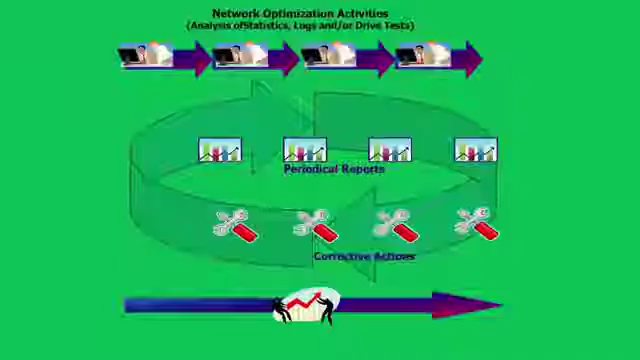 Network Optimization Activities
(Analysis ofStatistics, Logs and/or Drive Tests)
Periodical Reports
Corrective Actions